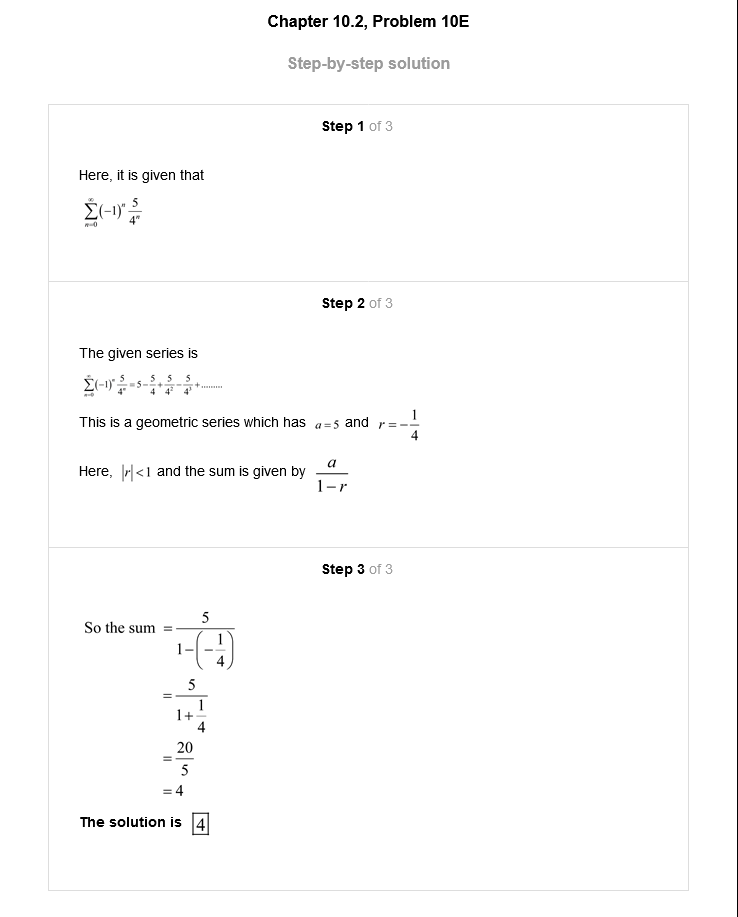 Chapter 10.2, Problem 10E
Step-by-step solution
Step 1 of 3
Here, it is given that
$\sum_{n=0}^{\infty}(-1)^n \frac{5}{4^n}$
Step 2 of 3
The given series is
$\sum_{n=0}^{\infty}(-1)^n \frac{5}{4^n} = 5 - \frac{5}{4} + \frac{5}{4^2} - \frac{5}{4^3} + .........$
This is a geometric series which has $a = 5$ and $r = -\frac{1}{4}$
Here, $|r| < 1$ and the sum is given by $\frac{a}{1-r}$
Step 3 of 3
So the sum $= \frac{5}{1-\left(-\frac{1}{4}\right)}$
$= \frac{5}{1+\frac{1}{4}}$
$= \frac{20}{5}$
$= 4$
The solution is $\boxed{4}$